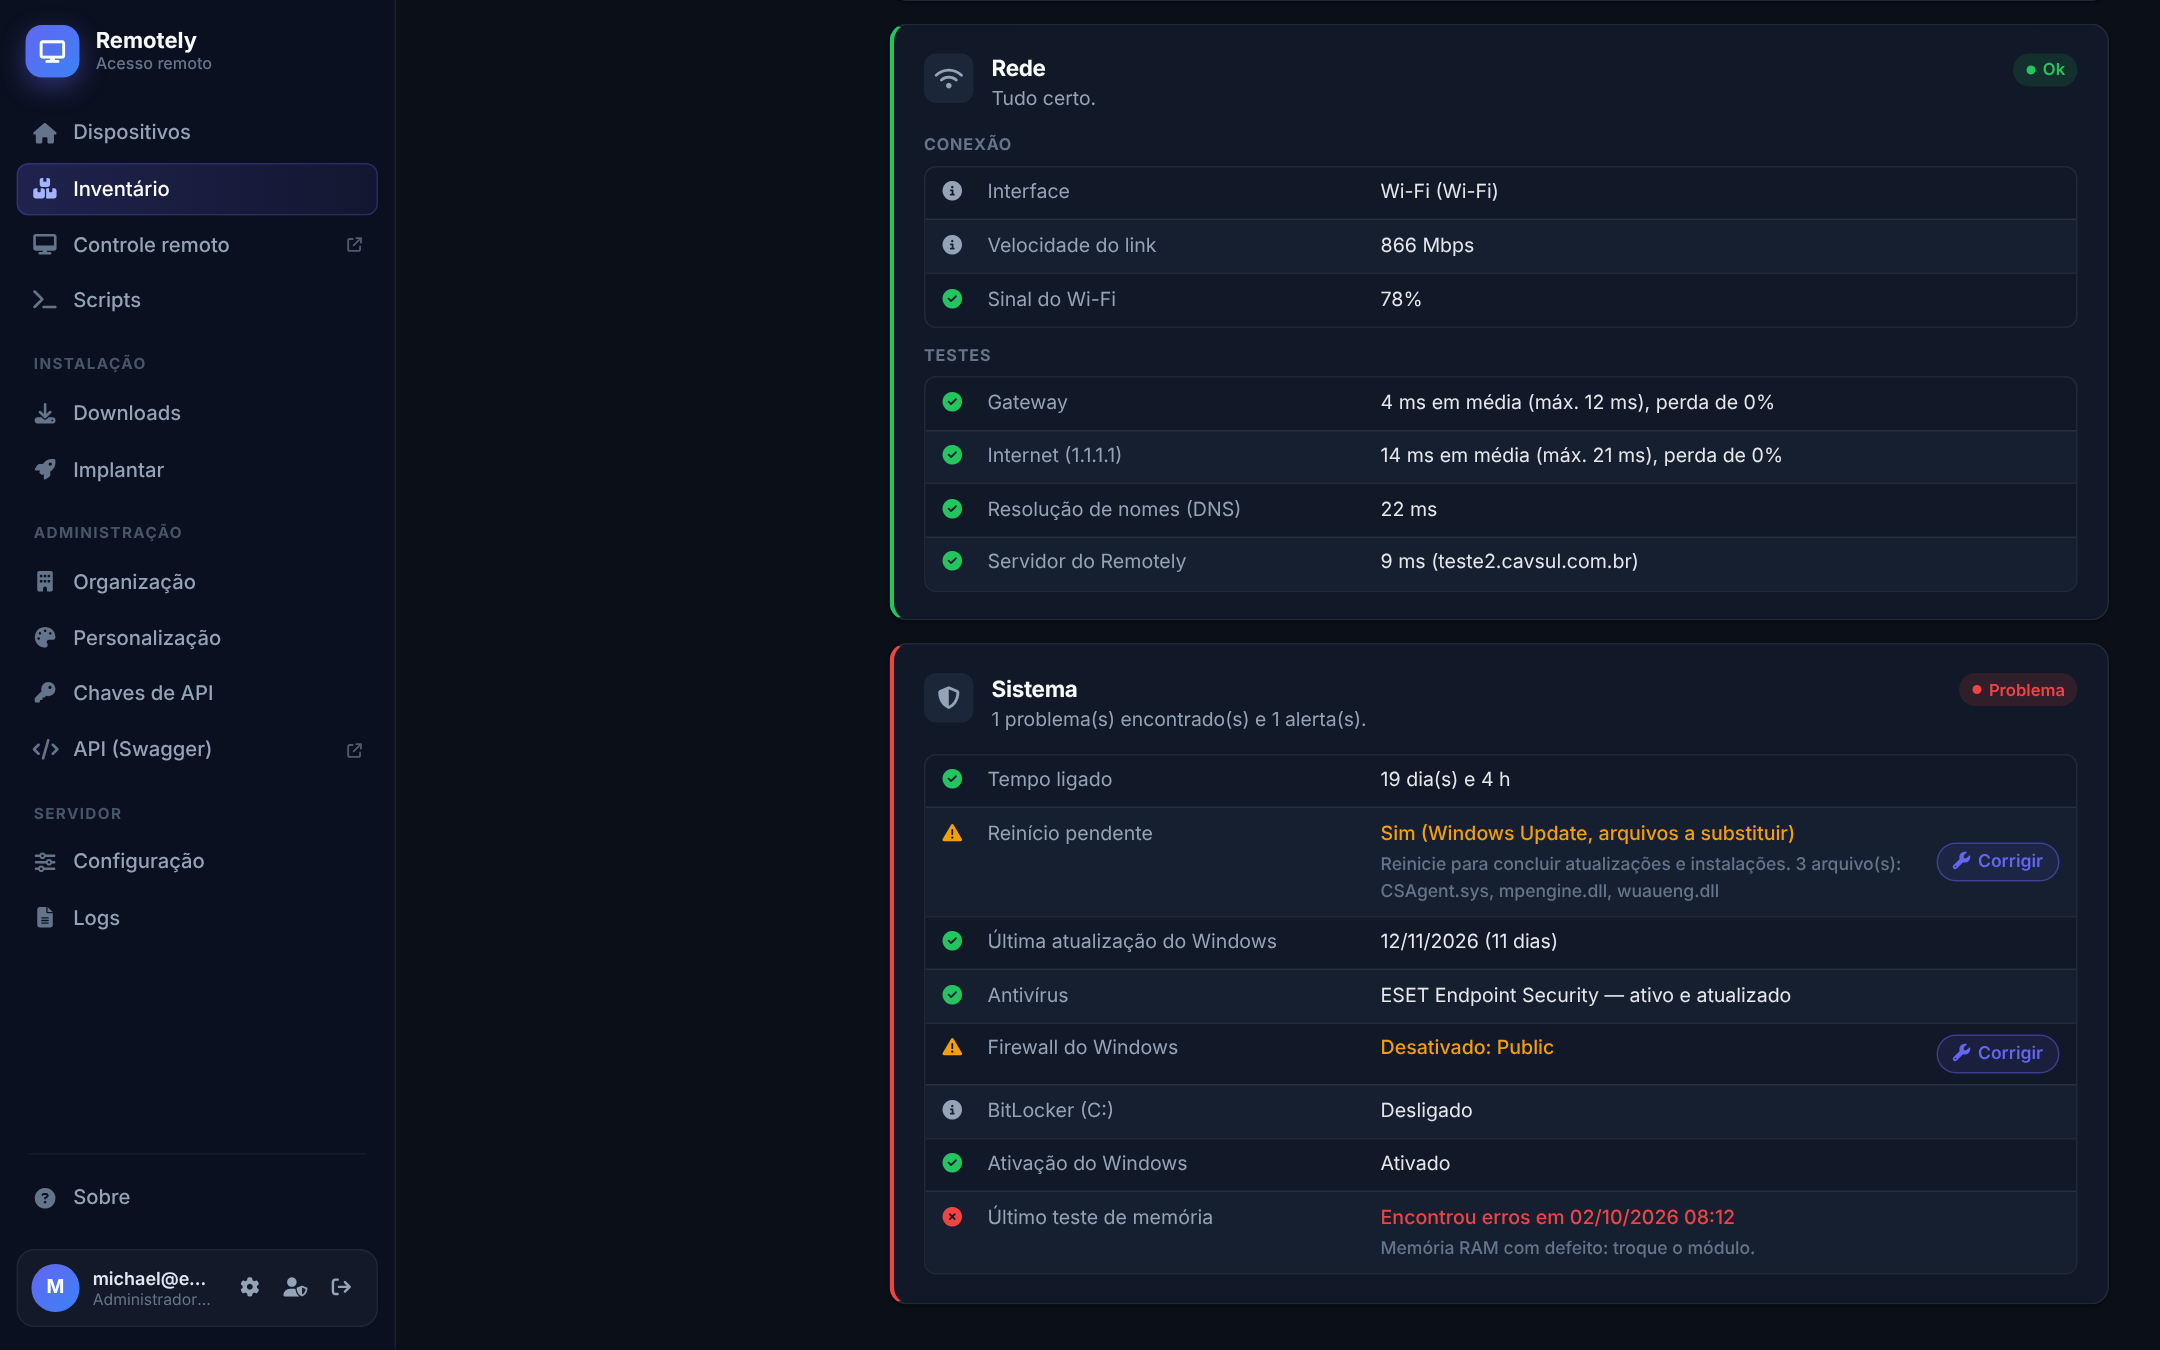 Remotely
Acesso remoto
Dispositivos
Inventário
Controle remoto
Scripts
INSTALAÇÃO
Downloads
Implantar
ADMINISTRAÇÃO
Organização
Personalização
Chaves de API
API (Swagger)
SERVIDOR
Configuração
Logs
Sobre
M
michael@e...
Administrador...
Rede
Tudo certo.
Ok
CONEXÃO
Interface Wi-Fi (Wi-Fi)
Velocidade do link 866 Mbps
Sinal do Wi-Fi 78%
TESTES
Gateway 4 ms em média (máx. 12 ms), perda de 0%
Internet (1.1.1.1) 14 ms em média (máx. 21 ms), perda de 0%
Resolução de nomes (DNS) 22 ms
Servidor do Remotely 9 ms (teste2.cavsul.com.br)
Sistema
1 problema(s) encontrado(s) e 1 alerta(s).
Problema
Tempo ligado 19 dia(s) e 4 h
Reinício pendente Sim (Windows Update, arquivos a substituir)
Reinicie para concluir atualizações e instalações. 3 arquivo(s):
CSAgent.sys, mpengine.dll, wuaueng.dll
Corrigir
Última atualização do Windows 12/11/2026 (11 dias)
Antivírus ESET Endpoint Security — ativo e atualizado
Firewall do Windows Desativado: Public
Corrigir
BitLocker (C:) Desligado
Ativação do Windows Ativado
Último teste de memória Encontrou erros em 02/10/2026 08:12
Memória RAM com defeito: troque o módulo.